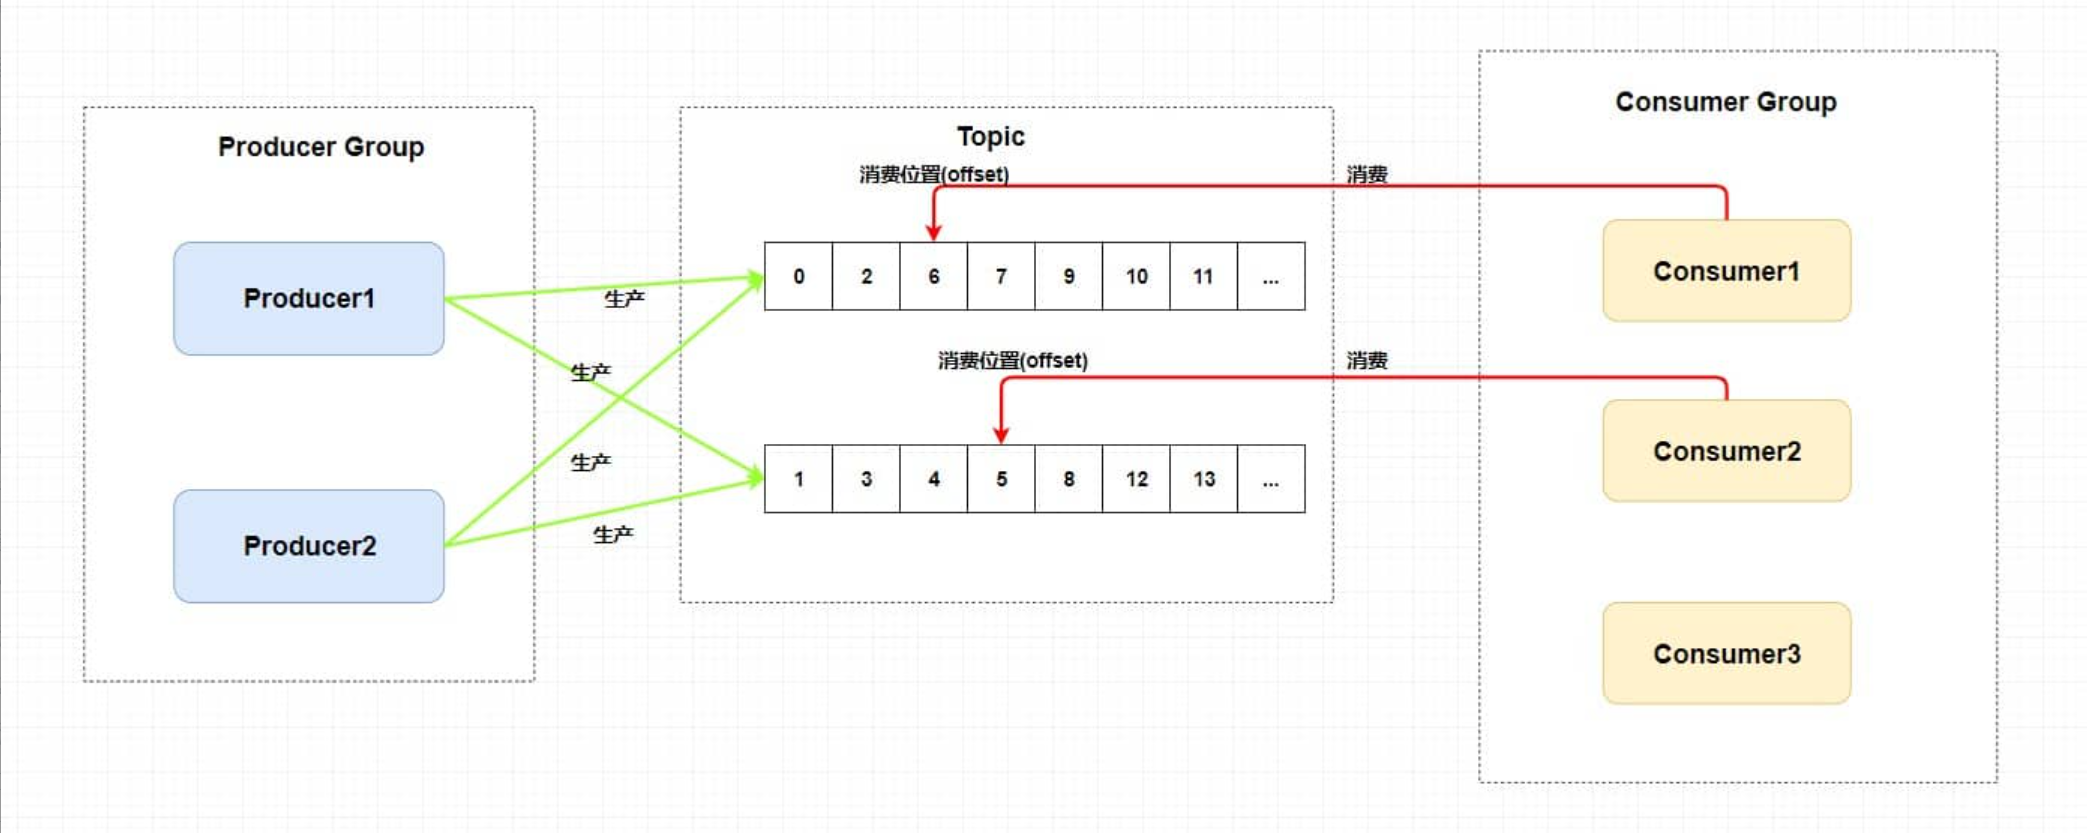 Producer Group
Producer1
Producer2
生产
生产
生产
生产
Topic
消费位置(offset)
0 2 6 7 9 10 11 ...
消费位置(offset)
1 3 4 5 8 12 13 ...
消费
消费
Consumer Group
Consumer1
Consumer2
Consumer3